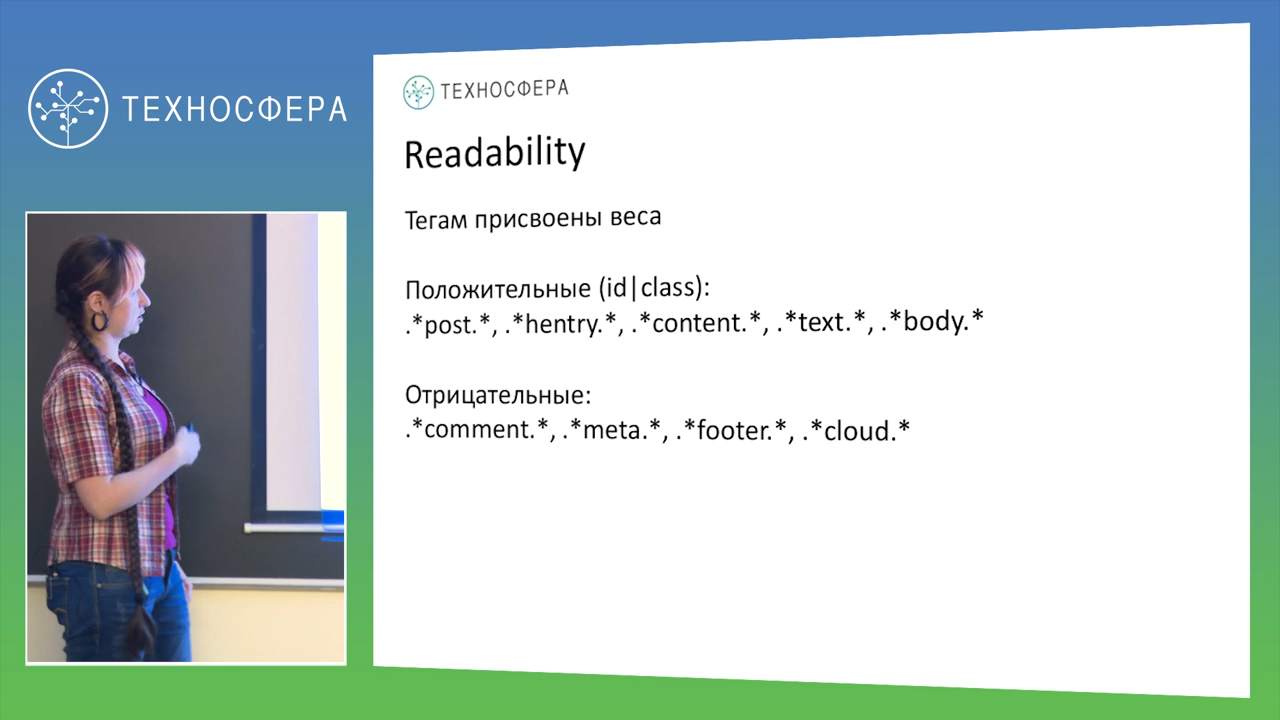 ТЕХНОСФЕРА
ТЕХНОСФЕРА
Readability
Тегам присвоены веса
Положительные (id|class):
.*post.*, .*hentry.*, .*content.*, .*text.*, .*body.*
Отрицательные:
.*comment.*, .*meta.*, .*footer.*, .*cloud.*